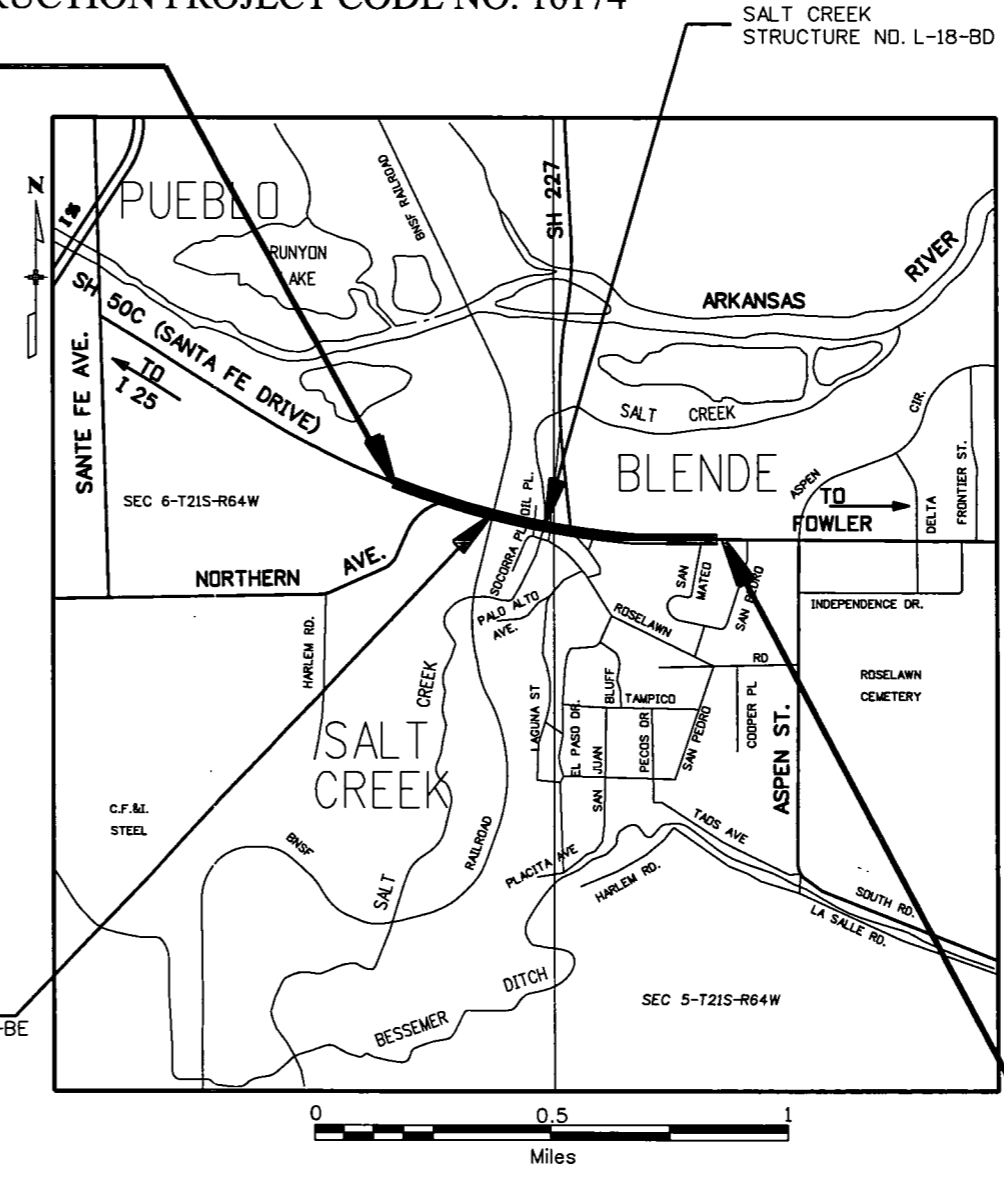 RUCTION PROJECT CODE NO. 16174
SALT CREEK
STRUCTURE NO. L-18-BD
N
I 25
PUEBLO
BNSF RAILROAD
SH 227
RUNYON
LAKE
RIVER
ARKANSAS
SH 50C (SANTA FE DRIVE)
TO
I 25
SANTE FE AVE.
SALT CREEK
CIR.
BLENDE
ASPEN
TO
FOWLER
DELTA
FRONTIER ST.
SEC 6-T21S-R64W
OIL PL.
SOCORRA PL
NORTHERN AVE.
SAN MATEO
SAN PEDRO
INDEPENDENCE DR.
PALO ALTO
AVE.
ROSELAWN
RD
HARLEM RD.
ROSELAWN
CEMETERY
CREEK
BLUFF
TAMPICO
COOPER PL
LAGUNA ST
EL PASO DR.
SAN JUAN
PECOS DR
SAN PEDRO
ASPEN ST.
SALT
CREEK
C.F.&I.
STEEL
BNSF
RAILROAD
TAOS AVE
PLACITA AVE
HARLEM RD.
SALT
SOUTH RD.
LA SALLE RD.
DITCH
SEC 5-T21S-R64W
BESSEMER
-BE
0 0.5 1
Miles